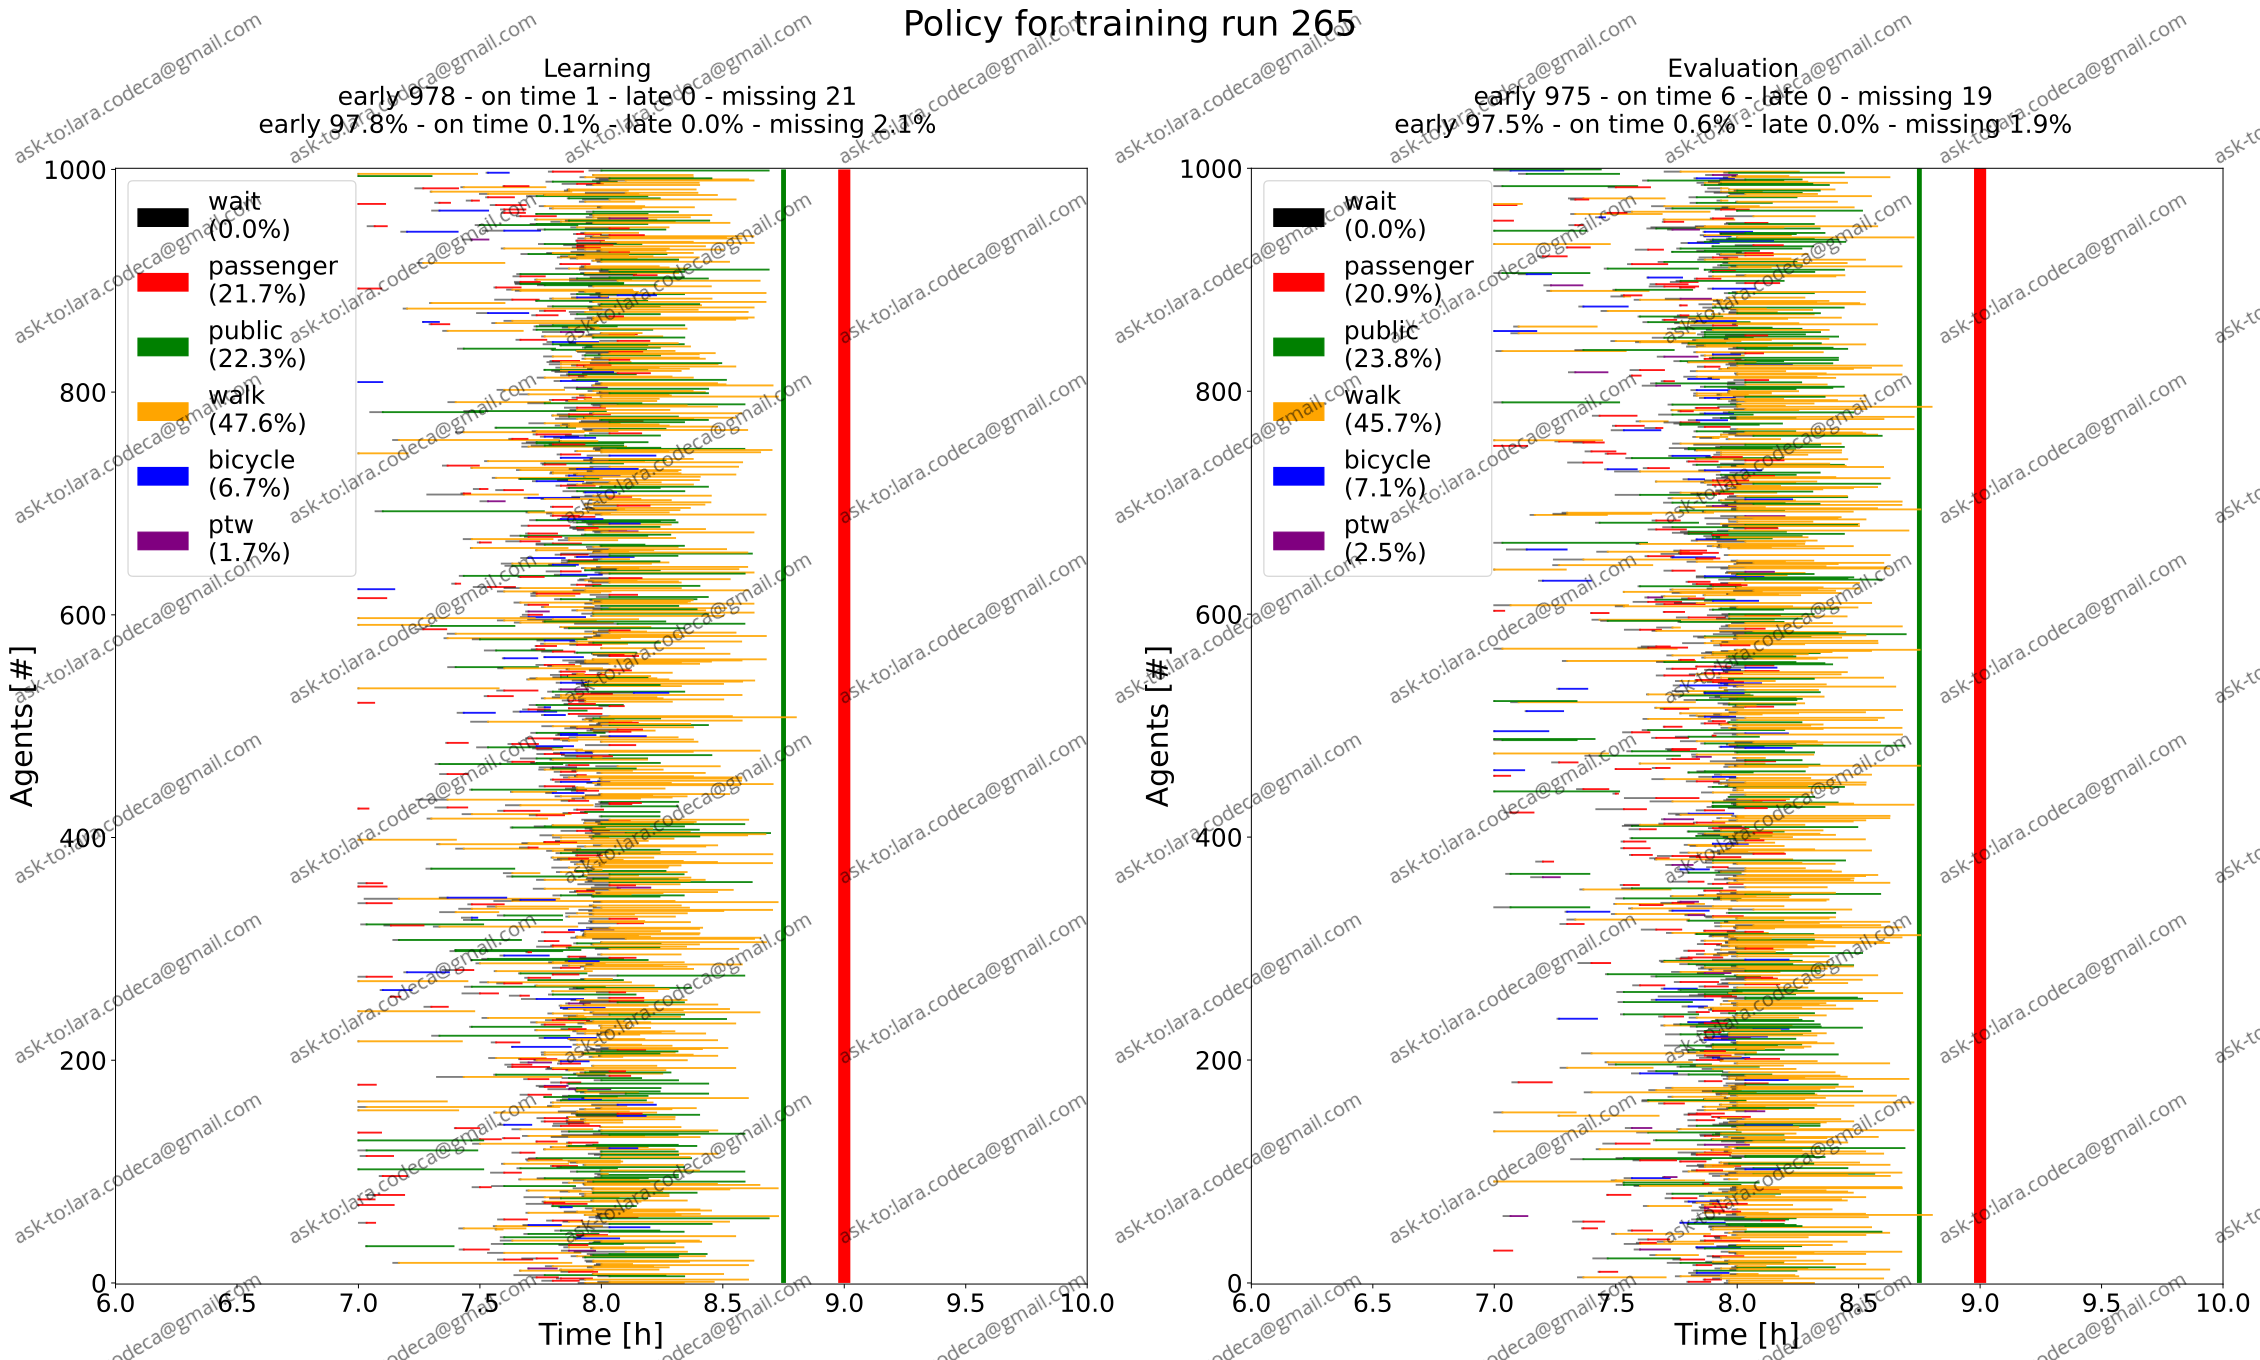 Policy for training run 265
Learning
early 978 - on time 1 - late 0 - missing 21
early 97.8% - on time 0.1% - late 0.0% - missing 2.1%
wait
(0.0%)
passenger
(21.7%)
public
(22.3%)
walk
(47.6%)
bicycle
(6.7%)
ptw
(1.7%)
1000
800
600
400
200
0
Agents [#]
6.0 6.5 7.0 7.5 8.0 8.5 9.0 9.5 10.0
Time [h]
Evaluation
early 975 - on time 6 - late 0 - missing 19
early 97.5% - on time 0.6% - late 0.0% - missing 1.9%
wait
(0.0%)
passenger
(20.9%)
public
(23.8%)
walk
(45.7%)
bicycle
(7.1%)
ptw
(2.5%)
1000
800
600
400
200
0
Agents [#]
6.0 6.5 7.0 7.5 8.0 8.5 9.0 9.5 10.0
Time [h]
ask-to:lara.codeca@gmail.com